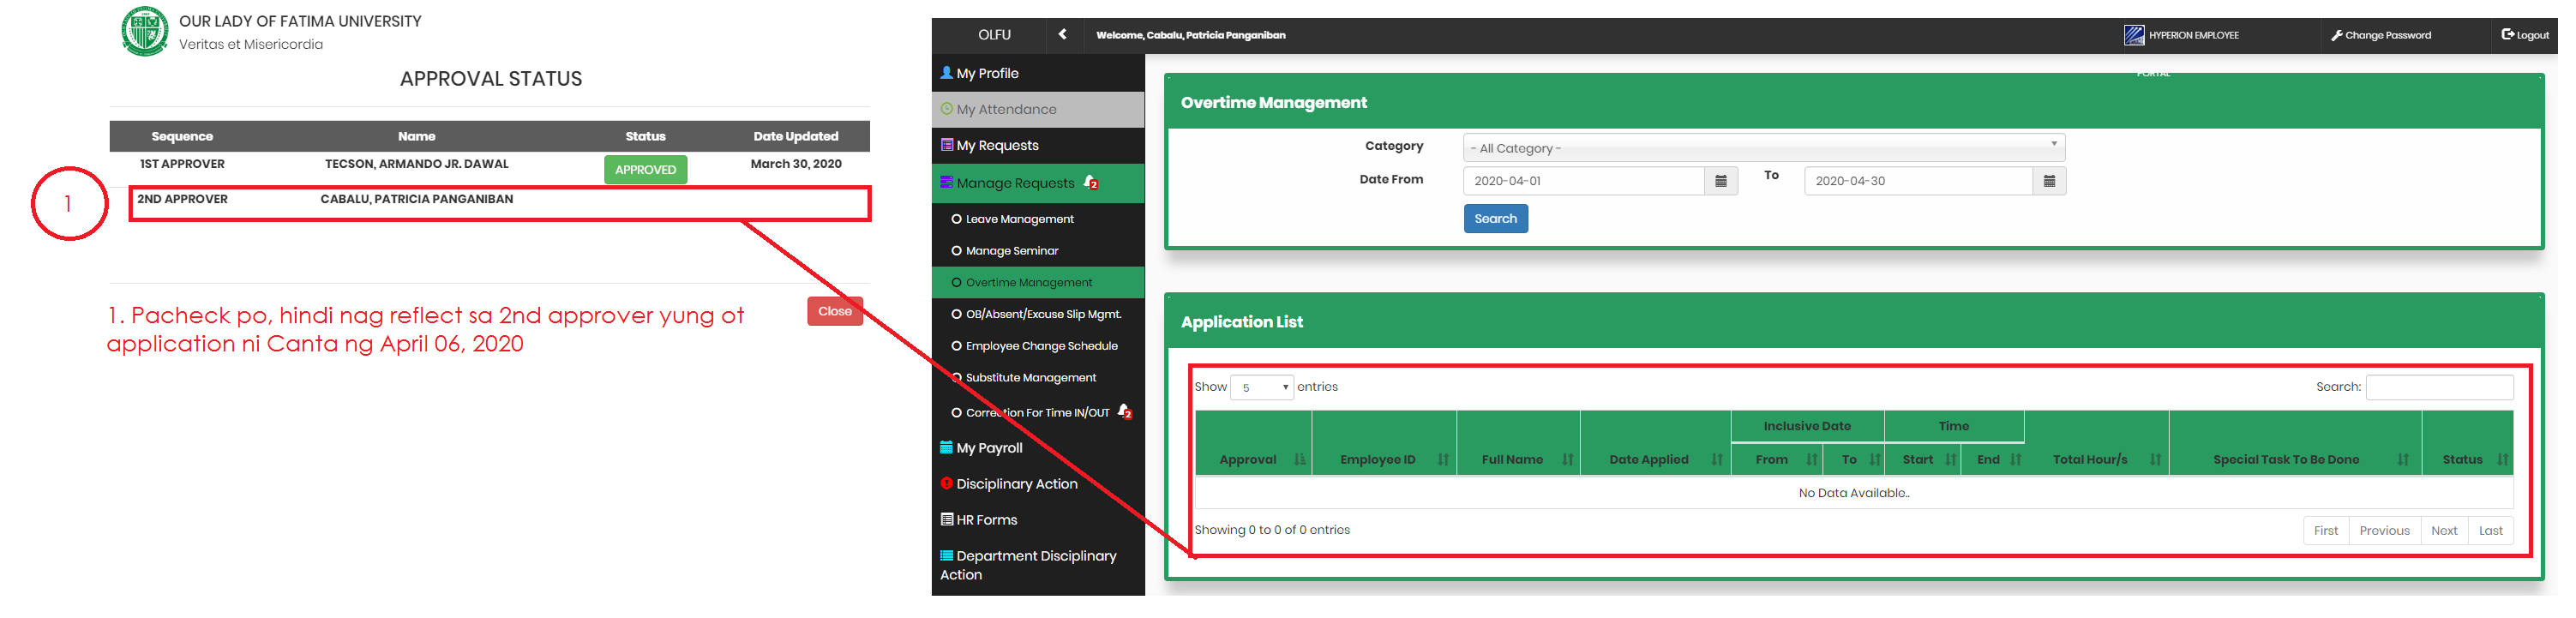 OUR LADY OF FATIMA UNIVERSITY
Veritas et Misericordia
APPROVAL STATUS
Sequence Name Status Date Updated
1ST APPROVER TECSON, ARMANDO JR. DAWAL APPROVED March 30, 2020
1
2ND APPROVER CABALU, PATRICIA PANGANIBAN
Close
1. Pacheck po, hindi nag reflect sa 2nd approver yung ot
application ni Canta ng April 06, 2020
OLFU Welcome, Cabalu, Patricia Panganiban HYPERION EMPLOYEE Change Password Logout
PORTAL
My Profile
My Attendance
My Requests
Manage Requests 2
Leave Management
Manage Seminar
Overtime Management
OB/Absent/Excuse Slip Mgmt.
Employee Change Schedule
Substitute Management
Correction For Time IN/OUT 2
My Payroll
Disciplinary Action
HR Forms
Department Disciplinary
Action
Overtime Management
Category - All Category -
Date From 2020-04-01 To 2020-04-30
Search
Application List
Show 5 entries Search:
Inclusive Date Time
Approval Employee ID Full Name Date Applied From To Start End Total Hour/s Special Task To Be Done Status
No Data Available..
Showing 0 to 0 of 0 entries First Previous Next Last